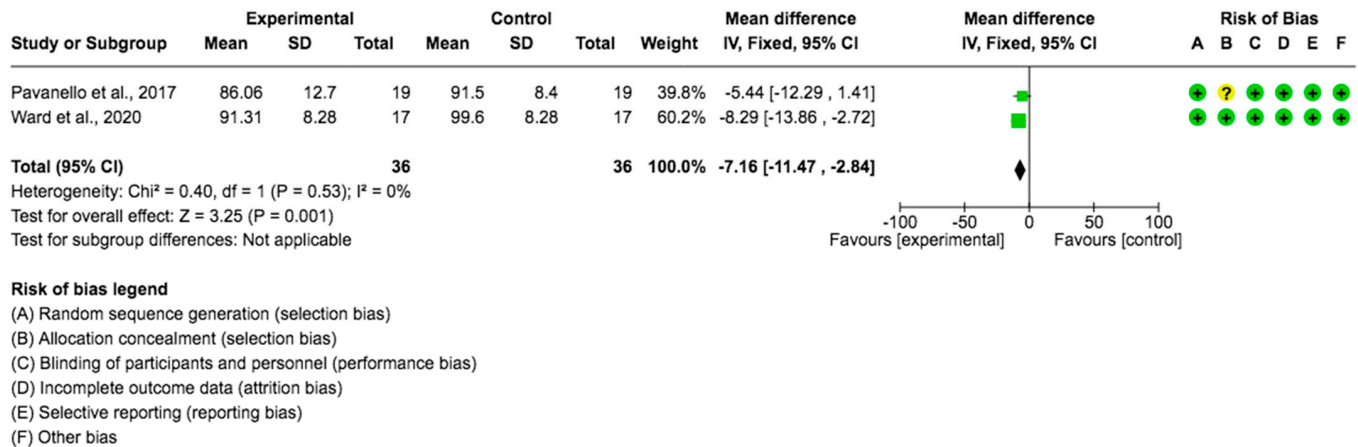 Experimental Control Mean difference Mean difference Risk of Bias
Study or Subgroup Mean SD Total Mean SD Total Weight IV, Fixed, 95% CI IV, Fixed, 95% CI A B C D E F
Pavanello et al., 2017 86.06 12.7 19 91.5 8.4 19 39.8% -5.44 [-12.29 , 1.41] + ? + + + +
Ward et al., 2020 91.31 8.28 17 99.6 8.28 17 60.2% -8.29 [-13.86 , -2.72] + + + + + +
Total (95% CI) 36 36 100.0% -7.16 [-11.47 , -2.84]
Heterogeneity: Chi² = 0.40, df = 1 (P = 0.53); I² = 0%
Test for overall effect: Z = 3.25 (P = 0.001) -100 -50 0 50 100
Test for subgroup differences: Not applicable Favours [experimental] Favours [control]
Risk of bias legend
(A) Random sequence generation (selection bias)
(B) Allocation concealment (selection bias)
(C) Blinding of participants and personnel (performance bias)
(D) Incomplete outcome data (attrition bias)
(E) Selective reporting (reporting bias)
(F) Other bias